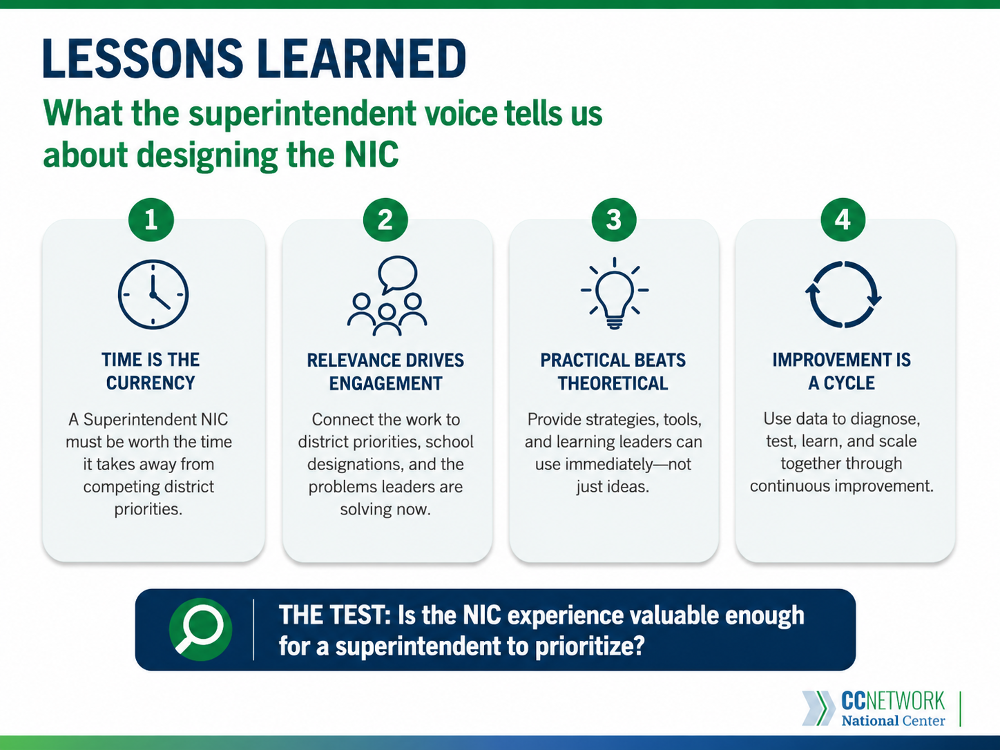 LESSONS LEARNED
What the superintendent voice tells us
about designing the NIC
1
TIME IS THE
CURRENCY
A Superintendent NIC
must be worth the time
it takes away from
competing district
priorities.
2
RELEVANCE DRIVES
ENGAGEMENT
Connect the work to
district priorities, school
designations, and the
problems leaders are
solving now.
3
PRACTICAL BEATS
THEORETICAL
Provide strategies, tools,
and learning leaders can
use immediately—not
just ideas.
4
IMPROVEMENT IS
A CYCLE
Use data to diagnose,
test, learn, and scale
together through
continuous improvement.
THE TEST: Is the NIC experience valuable enough
for a superintendent to prioritize?
CCNETWORK
National Center